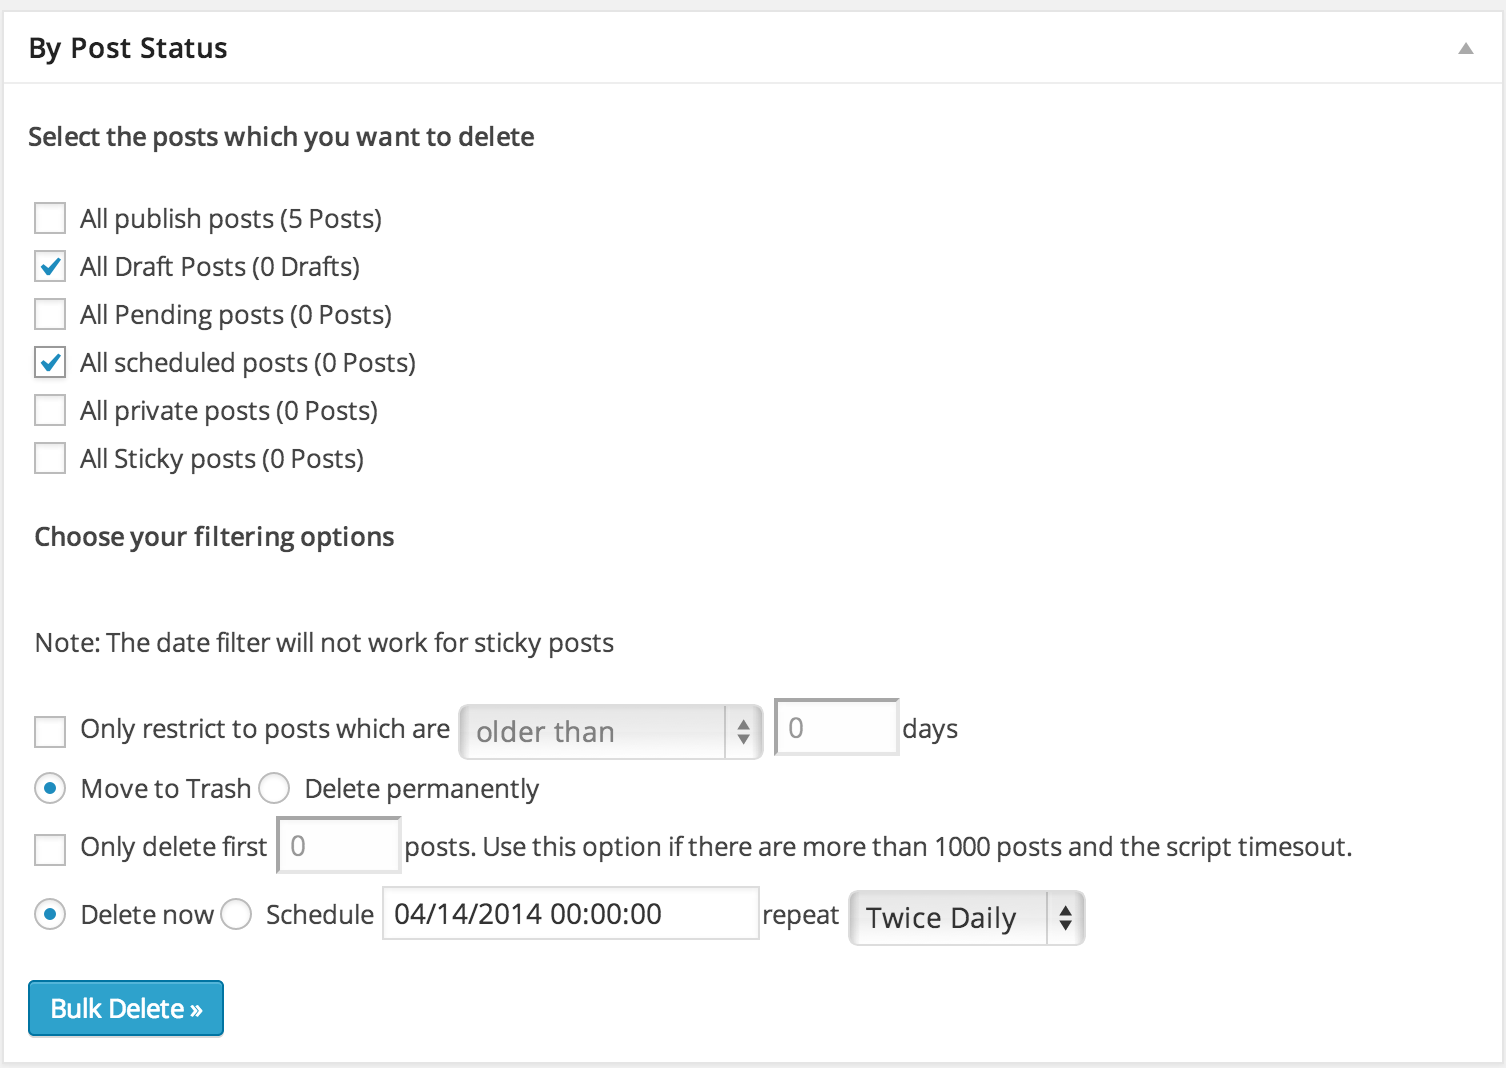 By Post Status
Select the posts which you want to delete
All publish posts (5 Posts)
All Draft Posts (0 Drafts)
All Pending posts (0 Posts)
All scheduled posts (0 Posts)
All private posts (0 Posts)
All Sticky posts (0 Posts)
Choose your filtering options
Note: The date filter will not work for sticky posts
Only restrict to posts which are older than 0 days
Move to Trash Delete permanently
Only delete first 0 posts. Use this option if there are more than 1000 posts and the script timesout.
Delete now Schedule 04/14/2014 00:00:00 repeat Twice Daily
Bulk Delete »